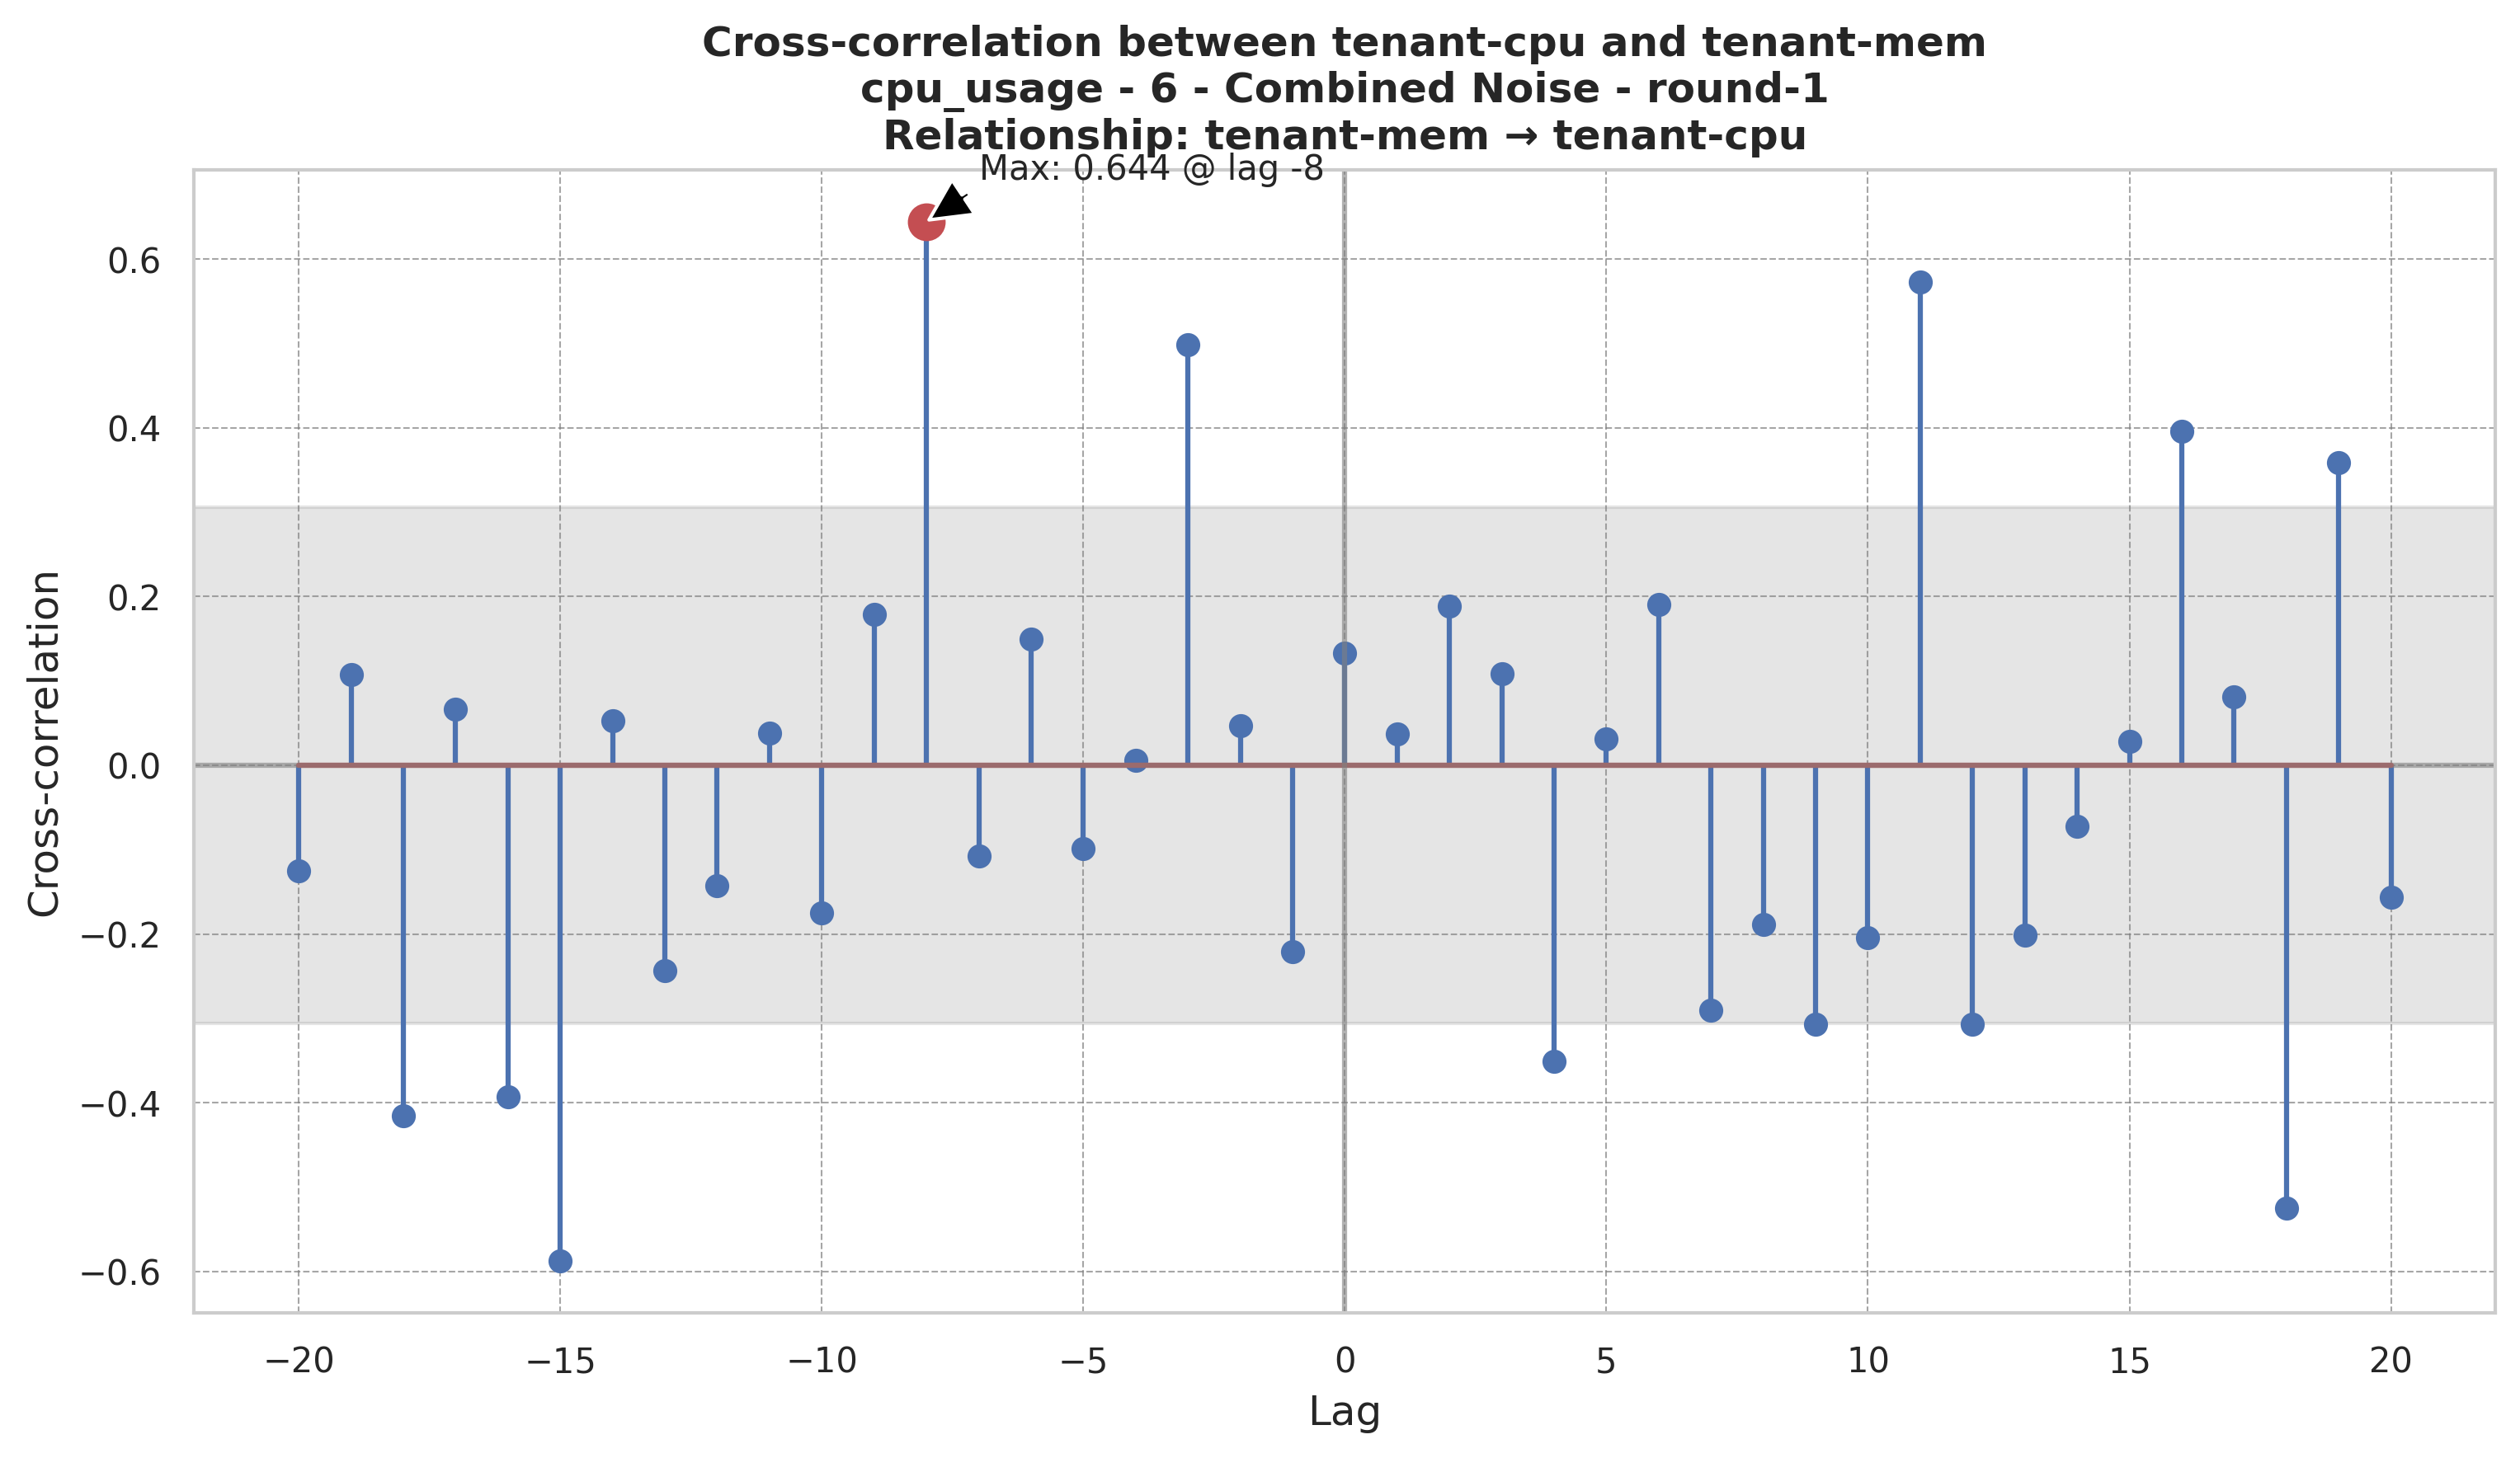 Cross-correlation between tenant-cpu and tenant-mem
cpu_usage - 6 - Combined Noise - round-1
Relationship: tenant-mem → tenant-cpu
Max: 0.644 @ lag -8
Cross-correlation
0.6
0.4
0.2
0.0
−0.2
−0.4
−0.6
−20 −15 −10 −5 0 5 10 15 20
Lag